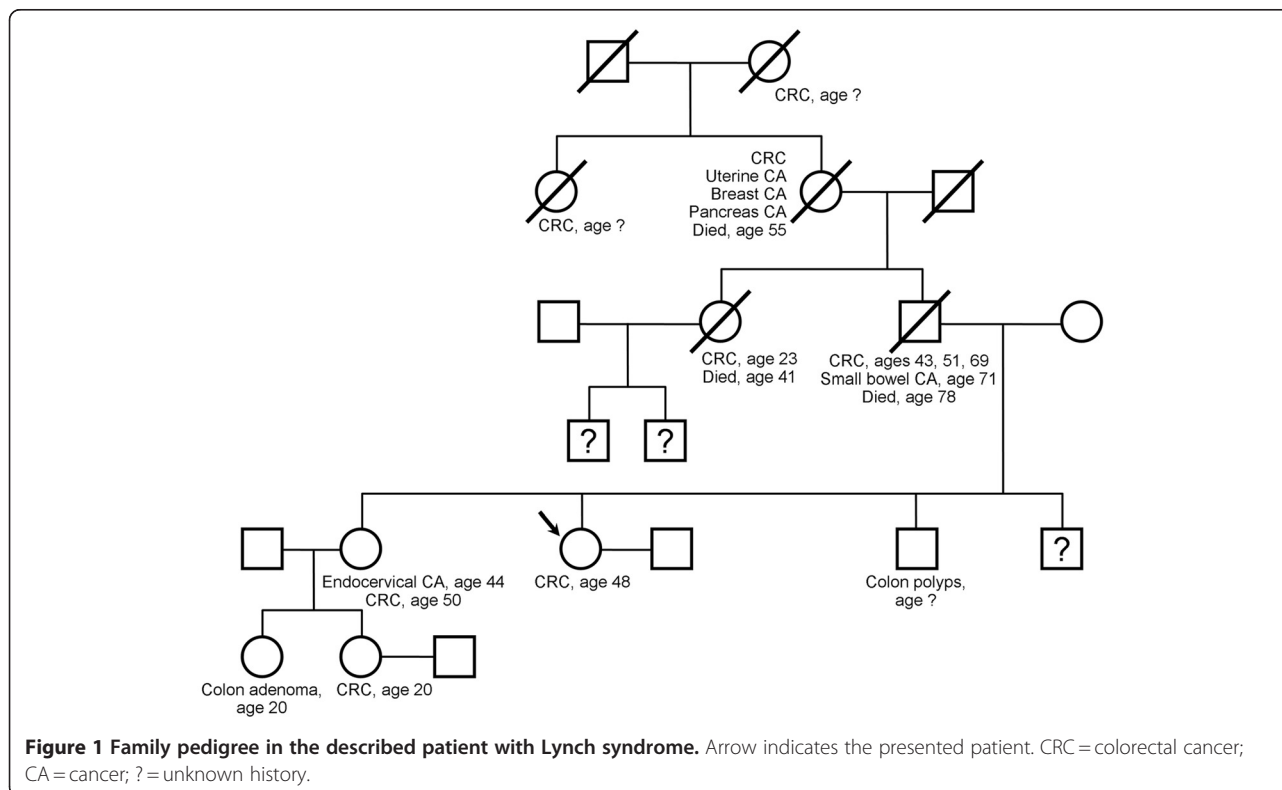 CRC, age ?
CRC, age ?
CRC
Uterine CA
Breast CA
Pancreas CA
Died, age 55
CRC, age 23
Died, age 41
CRC, ages 43, 51, 69
Small bowel CA, age 71
Died, age 78
? ?
?
Endocervical CA, age 44
CRC, age 50
CRC, age 48
Colon polyps,
age ?
Colon adenoma,
age 20
CRC, age 20
Figure 1 Family pedigree in the described patient with Lynch syndrome. Arrow indicates the presented patient. CRC = colorectal cancer;
CA = cancer; ? = unknown history.